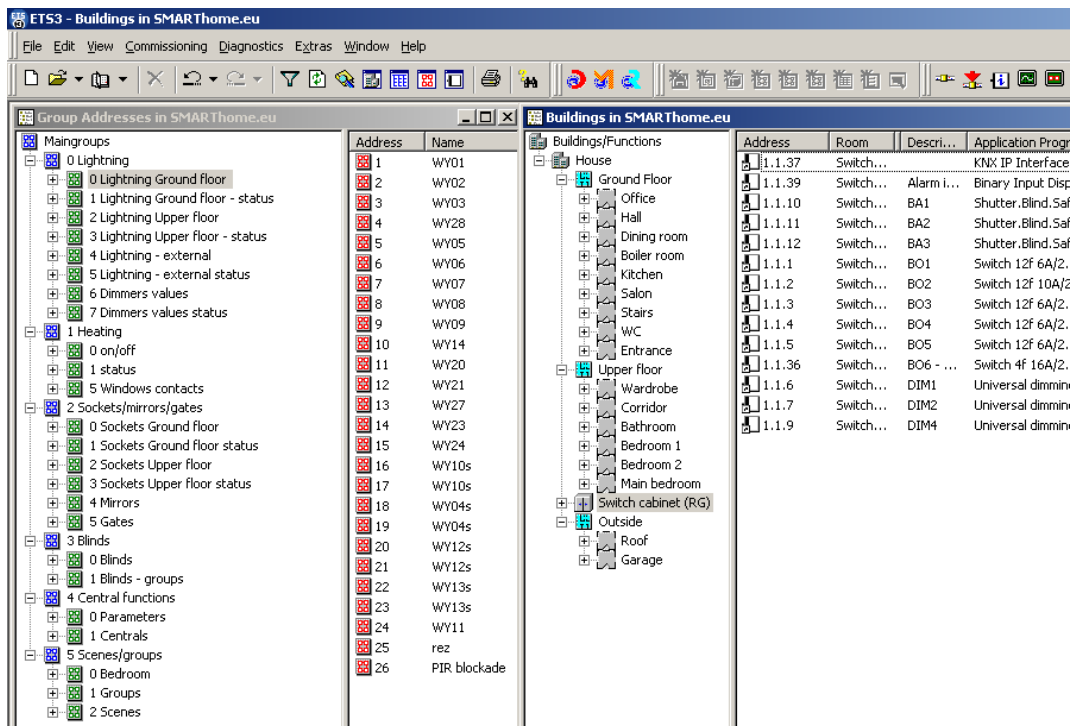 ETS3 - Buildings in SMARThome.eu
File Edit View Commissioning Diagnostics Extras Window Help
Group Addresses in SMARThome.eu
Maingroups
0 Lightning
0 Lightning Ground floor
1 Lightning Ground floor - status
2 Lightning Upper floor
3 Lightning Upper floor - status
4 Lightning - external
5 Lightning - external status
6 Dimmers values
7 Dimmers values status
1 Heating
0 on/off
1 status
5 Windows contacts
2 Sockets/mirrors/gates
0 Sockets Ground floor
1 Sockets Ground floor status
2 Sockets Upper floor
3 Sockets Upper floor status
4 Mirrors
5 Gates
3 Blinds
0 Blinds
1 Blinds - groups
4 Central functions
0 Parameters
1 Centrals
5 Scenes/groups
0 Bedroom
1 Groups
2 Scenes
Address Name
1 WY01
2 WY02
3 WY03
4 WY28
5 WY05
6 WY06
7 WY07
8 WY08
9 WY09
10 WY14
11 WY20
12 WY21
13 WY27
14 WY23
15 WY24
16 WY10s
17 WY10s
18 WY04s
19 WY04s
20 WY12s
21 WY12s
22 WY13s
23 WY13s
24 WY11
25 rez
26 PIR blockade
Buildings in SMARThome.eu
Buildings/Functions
House
Ground Floor
Office
Hall
Dining room
Boiler room
Kitchen
Salon
Stairs
WC
Entrance
Upper floor
Wardrobe
Corridor
Bathroom
Bedroom 1
Bedroom 2
Main bedroom
Switch cabinet (RG)
Outside
Roof
Garage
Address Room Descri... Application Progr
1.1.37 Switch... KNX IP Interface
1.1.39 Switch... Alarm i... Binary Input Disp
1.1.10 Switch... BA1 Shutter.Blind.Saf
1.1.11 Switch... BA2 Shutter.Blind.Saf
1.1.12 Switch... BA3 Shutter.Blind.Saf
1.1.1 Switch... BO1 Switch 12f 6A/2.
1.1.2 Switch... BO2 Switch 12f 10A/2
1.1.3 Switch... BO3 Switch 12f 6A/2.
1.1.4 Switch... BO4 Switch 12f 6A/2.
1.1.5 Switch... BO5 Switch 12f 6A/2.
1.1.36 Switch... BO6 - ... Switch 4f 16A/2.
1.1.6 Switch... DIM1 Universal dimmin
1.1.7 Switch... DIM2 Universal dimmin
1.1.9 Switch... DIM4 Universal dimmin